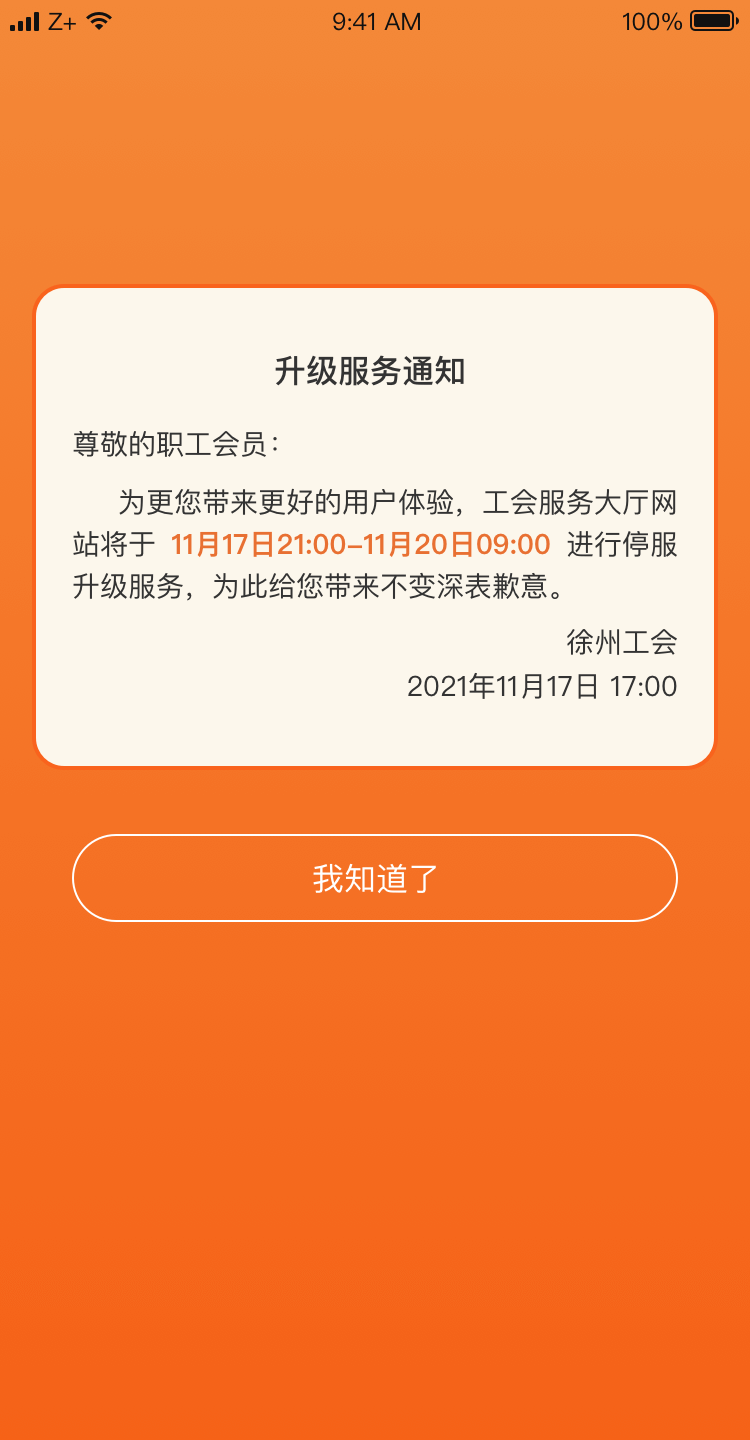 Z+ 9:41 AM 100%
升级服务通知
尊敬的职工会员：
为更您带来更好的用户体验，工会服务大厅网
站将于 11月17日21:00–11月20日09:00 进行停服
升级服务，为此给您带来不变深表歉意。
徐州工会
2021年11月17日 17:00
我知道了